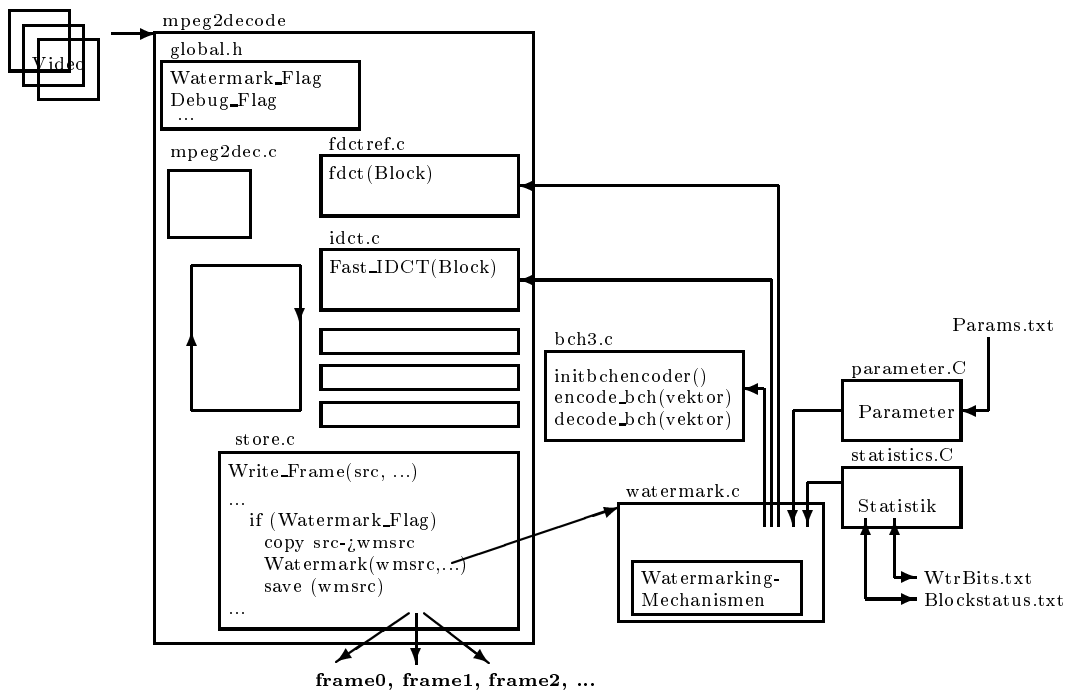 Video
mpeg2decode
global.h
Watermark_Flag
Debug_Flag
...
mpeg2dec.c
fdctref.c
fdct(Block)
idct.c
Fast_IDCT(Block)
store.c
Write_Frame(src, ...)
...
if (Watermark_Flag)
copy src-¿wmsrc
Watermark(wmsrc,...)
save (wmsrc)
...
frame0, frame1, frame2, ...
bch3.c
initbchencoder()
encode_bch(vektor)
decode_bch(vektor)
watermark.c
Watermarking-
Mechanismen
Params.txt
parameter.C
Parameter
statistics.C
Statistik
WtrBits.txt
Blockstatus.txt